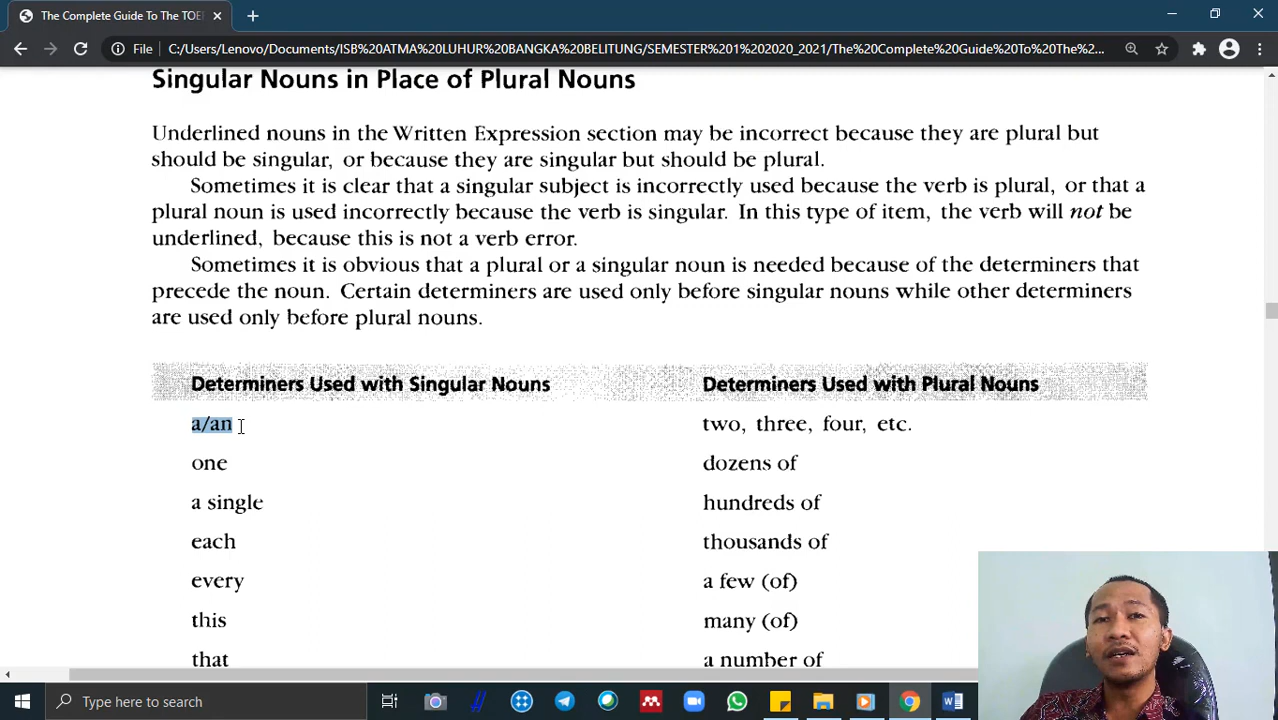 The Complete Guide To The TOEF
File
C:/Users/Lenovo/Documents/ISB%20ATMA%20LUHUR%20BANGKA%20BELITUNG/SEMESTER%201%202020_2021/The%20Complete%20Guide%20To%20The%2...
Singular Nouns in Place of Plural Nouns
Underlined nouns in the Written Expression section may be incorrect because they are plural but
should be singular, or because they are singular but should be plural.
Sometimes it is clear that a singular subject is incorrectly used because the verb is plural, or that a
plural noun is used incorrectly because the verb is singular. In this type of item, the verb will not be
underlined, because this is not a verb error.
Sometimes it is obvious that a plural or a singular noun is needed because of the determiners that
precede the noun. Certain determiners are used only before singular nouns while other determiners
are used only before plural nouns.
Determiners Used with Singular Nouns Determiners Used with Plural Nouns
a/an two, three, four, etc.
one dozens of
a single hundreds of
each thousands of
every a few (of)
this many (of)
that a number of
Type here to search